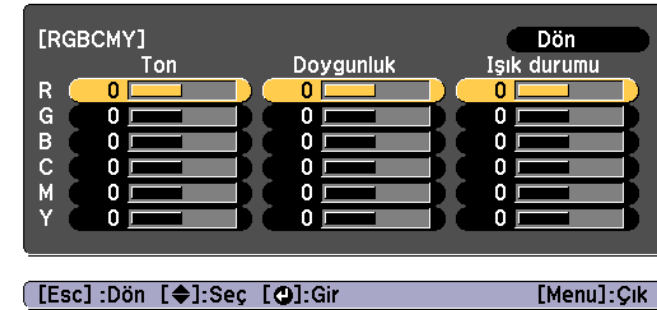 [RGBCMY] Dön
Ton Doygunluk Işık durumu
R 0 0 0
G 0 0 0
B 0 0 0
C 0 0 0
M 0 0 0
Y 0 0 0
[Esc] :Dön [◆]:Seç [↵]:Gir [Menu]:Çık